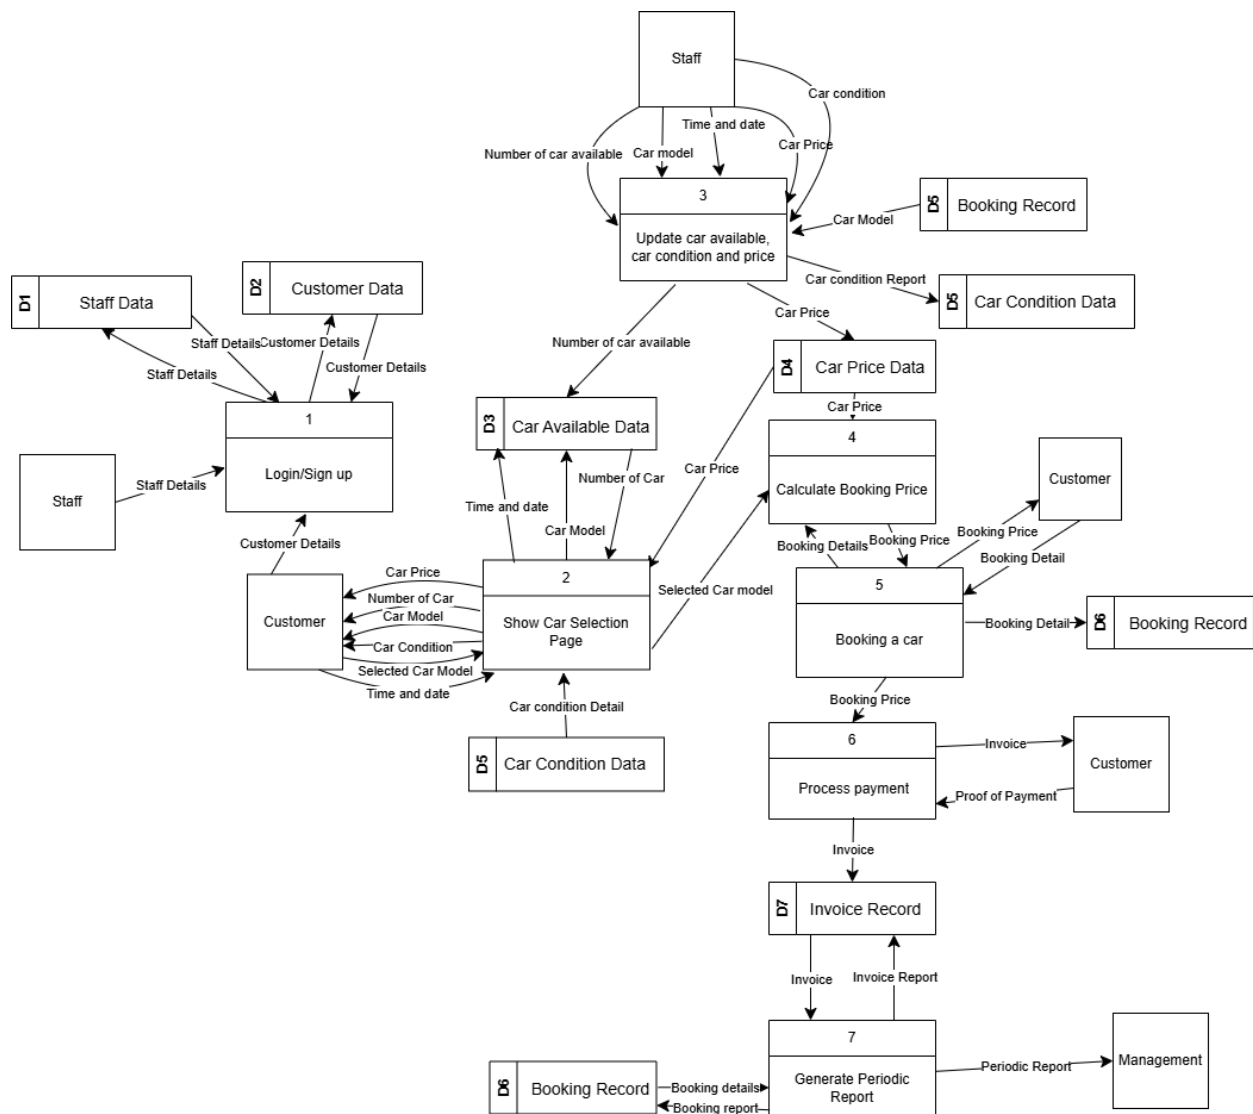 Staff
Car condition
Time and date
Car Price
Number of car available
Car model
3
Update car available,
car condition and price
D5
Booking Record
Car Model
Car condition Report
D5
Car Condition Data
D1
Staff Data
D2
Customer Data
Staff Details
Customer Details
Staff Details
Customer Details
Car Price
Number of car available
D4
Car Price Data
Car Price
1
Login/Sign up
Staff
Staff Details
Customer Details
D3
Car Available Data
Car Price
Number of Car
Time and date
Car Model
4
Calculate Booking Price
Customer
Booking Price
Booking Details
Booking Price
Booking Detail
Customer
Car Price
Number of Car
Car Model
Car Condition
Selected Car Model
Time and date
2
Show Car Selection
Page
Selected Car model
5
Booking a car
Booking Detail
D6
Booking Record
Car condition Detail
D5
Car Condition Data
Booking Price
6
Process payment
Invoice
Proof of Payment
Customer
Invoice
D7
Invoice Record
Invoice
Invoice Report
7
Generate Periodic
Report
Periodic Report
Management
D6
Booking Record
Booking details
Booking report